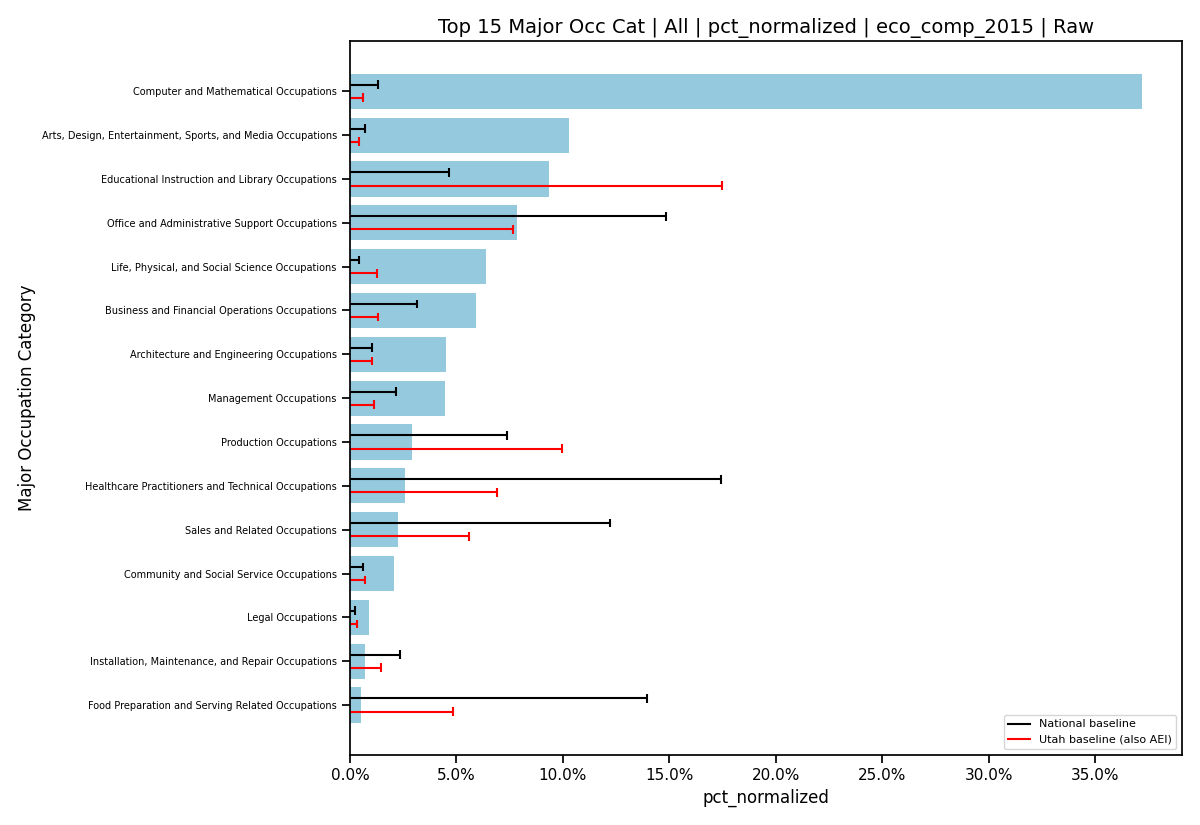 Top 15 Major Occ Cat | All | pct_normalized | eco_comp_2015 | Raw
Major Occupation Category
Computer and Mathematical Occupations
Arts, Design, Entertainment, Sports, and Media Occupations
Educational Instruction and Library Occupations
Office and Administrative Support Occupations
Life, Physical, and Social Science Occupations
Business and Financial Operations Occupations
Architecture and Engineering Occupations
Management Occupations
Production Occupations
Healthcare Practitioners and Technical Occupations
Sales and Related Occupations
Community and Social Service Occupations
Legal Occupations
Installation, Maintenance, and Repair Occupations
Food Preparation and Serving Related Occupations
National baseline
Utah baseline (also AEI)
0.0% 5.0% 10.0% 15.0% 20.0% 25.0% 30.0% 35.0%
pct_normalized